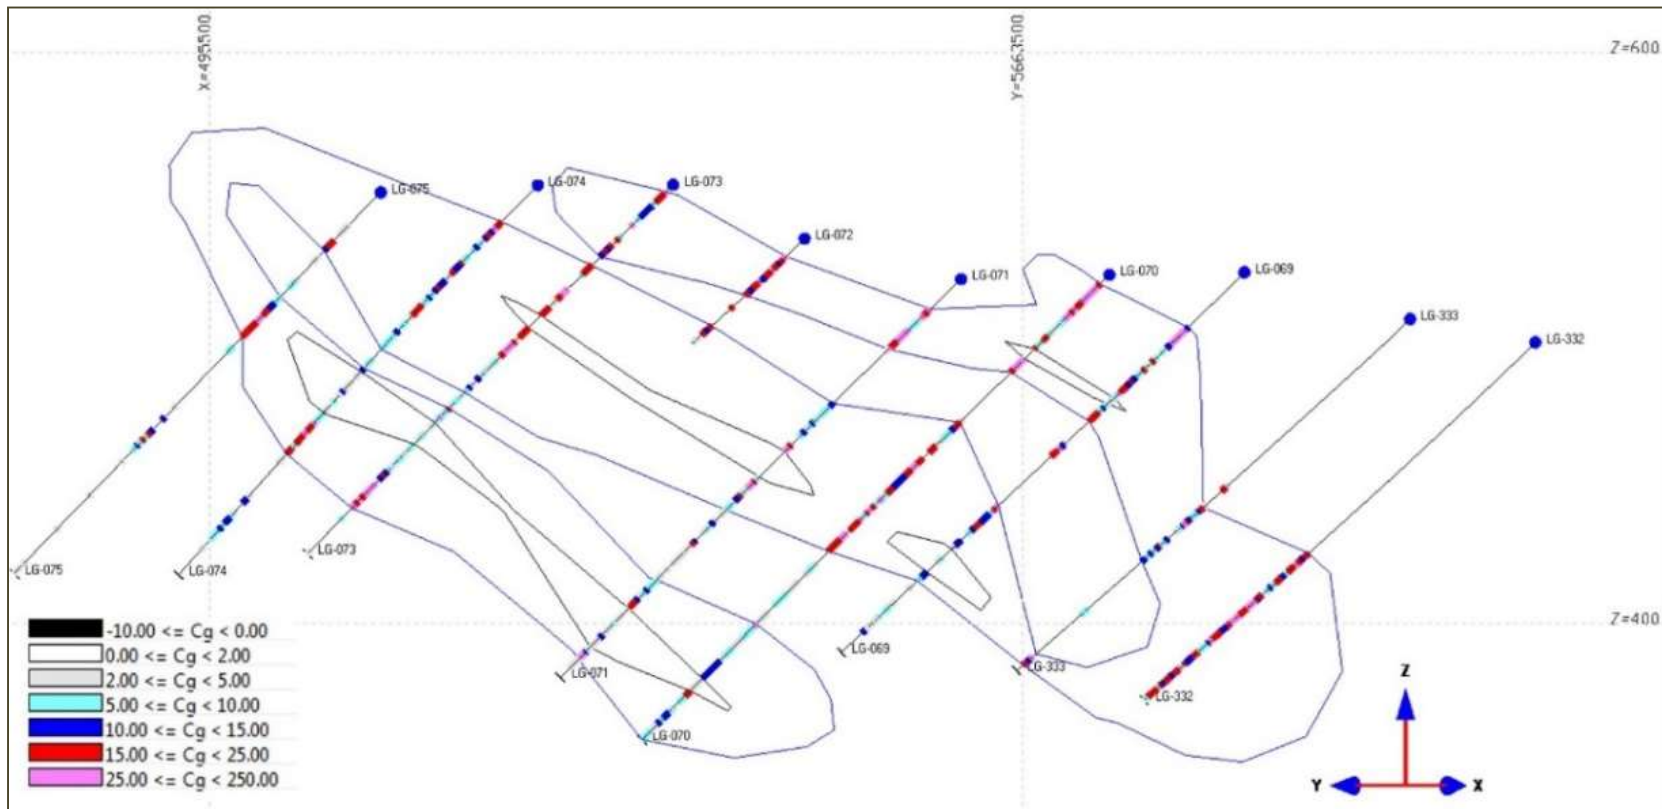 X=495500
Y=5663500
Z=600
LG-075
LG-074
LG-073
LG-072
LG-071
LG-070
LG-069
LG-333
LG-332
LG-075
LG-074
LG-073
LG-071
LG-070
LG-069
LG-333
LG-332
Z=400
-10.00 <= Cg < 0.00
0.00 <= Cg < 2.00
2.00 <= Cg < 5.00
5.00 <= Cg < 10.00
10.00 <= Cg < 15.00
15.00 <= Cg < 25.00
25.00 <= Cg < 250.00
Z
Y
X